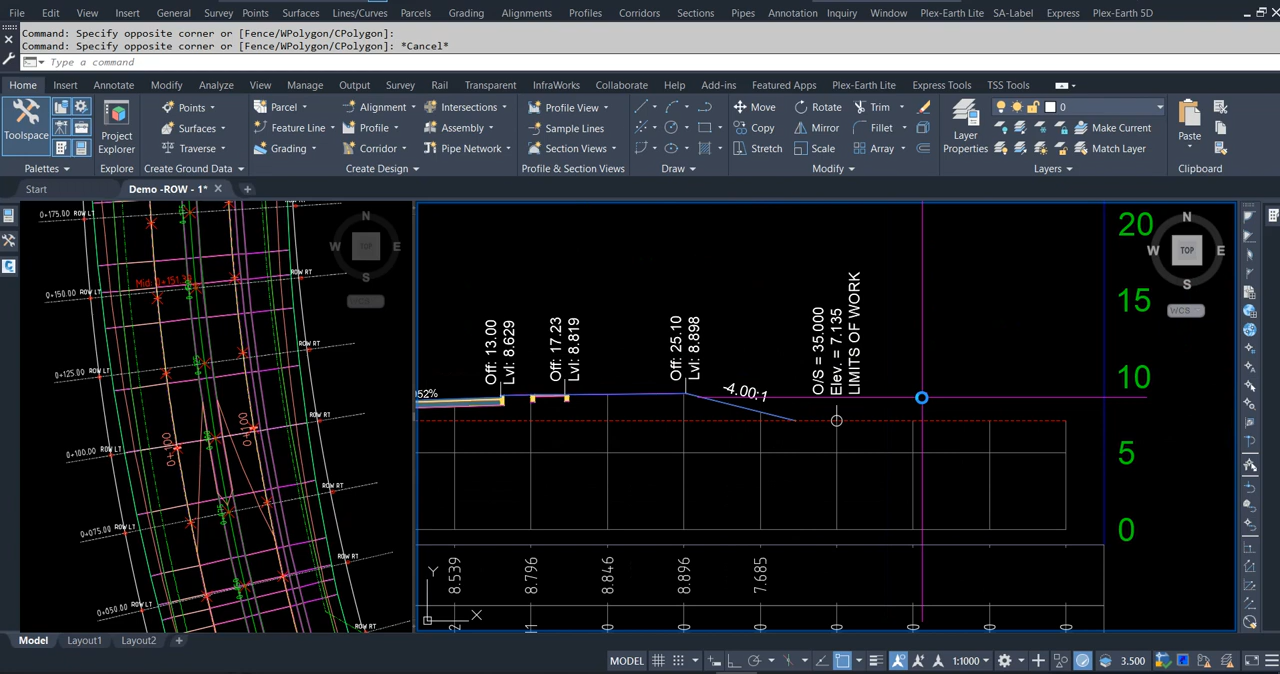 File Edit View Insert General Survey Points Surfaces Lines/Curves Parcels Grading Alignments Profiles Corridors Sections Pipes Annotation Inquiry Window Plex-Earth Lite SA-Label Express Plex-Earth 5D
Command: Specify opposite corner or [Fence/WPolygon/CPolygon]:
Command: Specify opposite corner or [Fence/WPolygon/CPolygon]: *Cancel*
Type a command
Home Insert Annotate Modify Analyze View Manage Output Survey Rail Transparent InfraWorks Collaborate Help Add-ins Featured Apps Plex-Earth Lite Express Tools TSS Tools
Points Parcel Alignment Intersections Profile View Move Rotate Trim 0
Toolspace Project Explorer Surfaces Feature Line Profile Assembly Sample Lines Copy Mirror Fillet Layer Properties Make Current Paste
Traverse Grading Corridor Pipe Network Section Views Stretch Scale Array Match Layer
Palettes Explore Create Ground Data Create Design Profile & Section Views Draw Modify Layers Clipboard
Start Demo -ROW - 1*
0+175.00 ROW LT
0+150.00 ROW LT
Mid: 0+151.38
ROW RT
0+125.00 ROW LT
ROW RT
0+100.00 ROW LT
0+100
0+100
ROW RT
0+075.00 ROW LT
ROW RT
0+050.00 ROW LT
ROW RT
ROW RT
N
W TOP E
S
WCS
952%
Off: 13.00
Lvl: 8.629
Off: 17.23
Lvl: 8.819
Off: 25.10
Lvl: 8.898
-4.00:1
O/S = 35.000
Elev. = 7.135
LIMITS OF WORK
20
15
10
5
0
N
W TOP E
S
WCS
8.539
8.796
8.846
8.896
7.685
Y
X
Model Layout1 Layout2
MODEL 1:1000 3.500